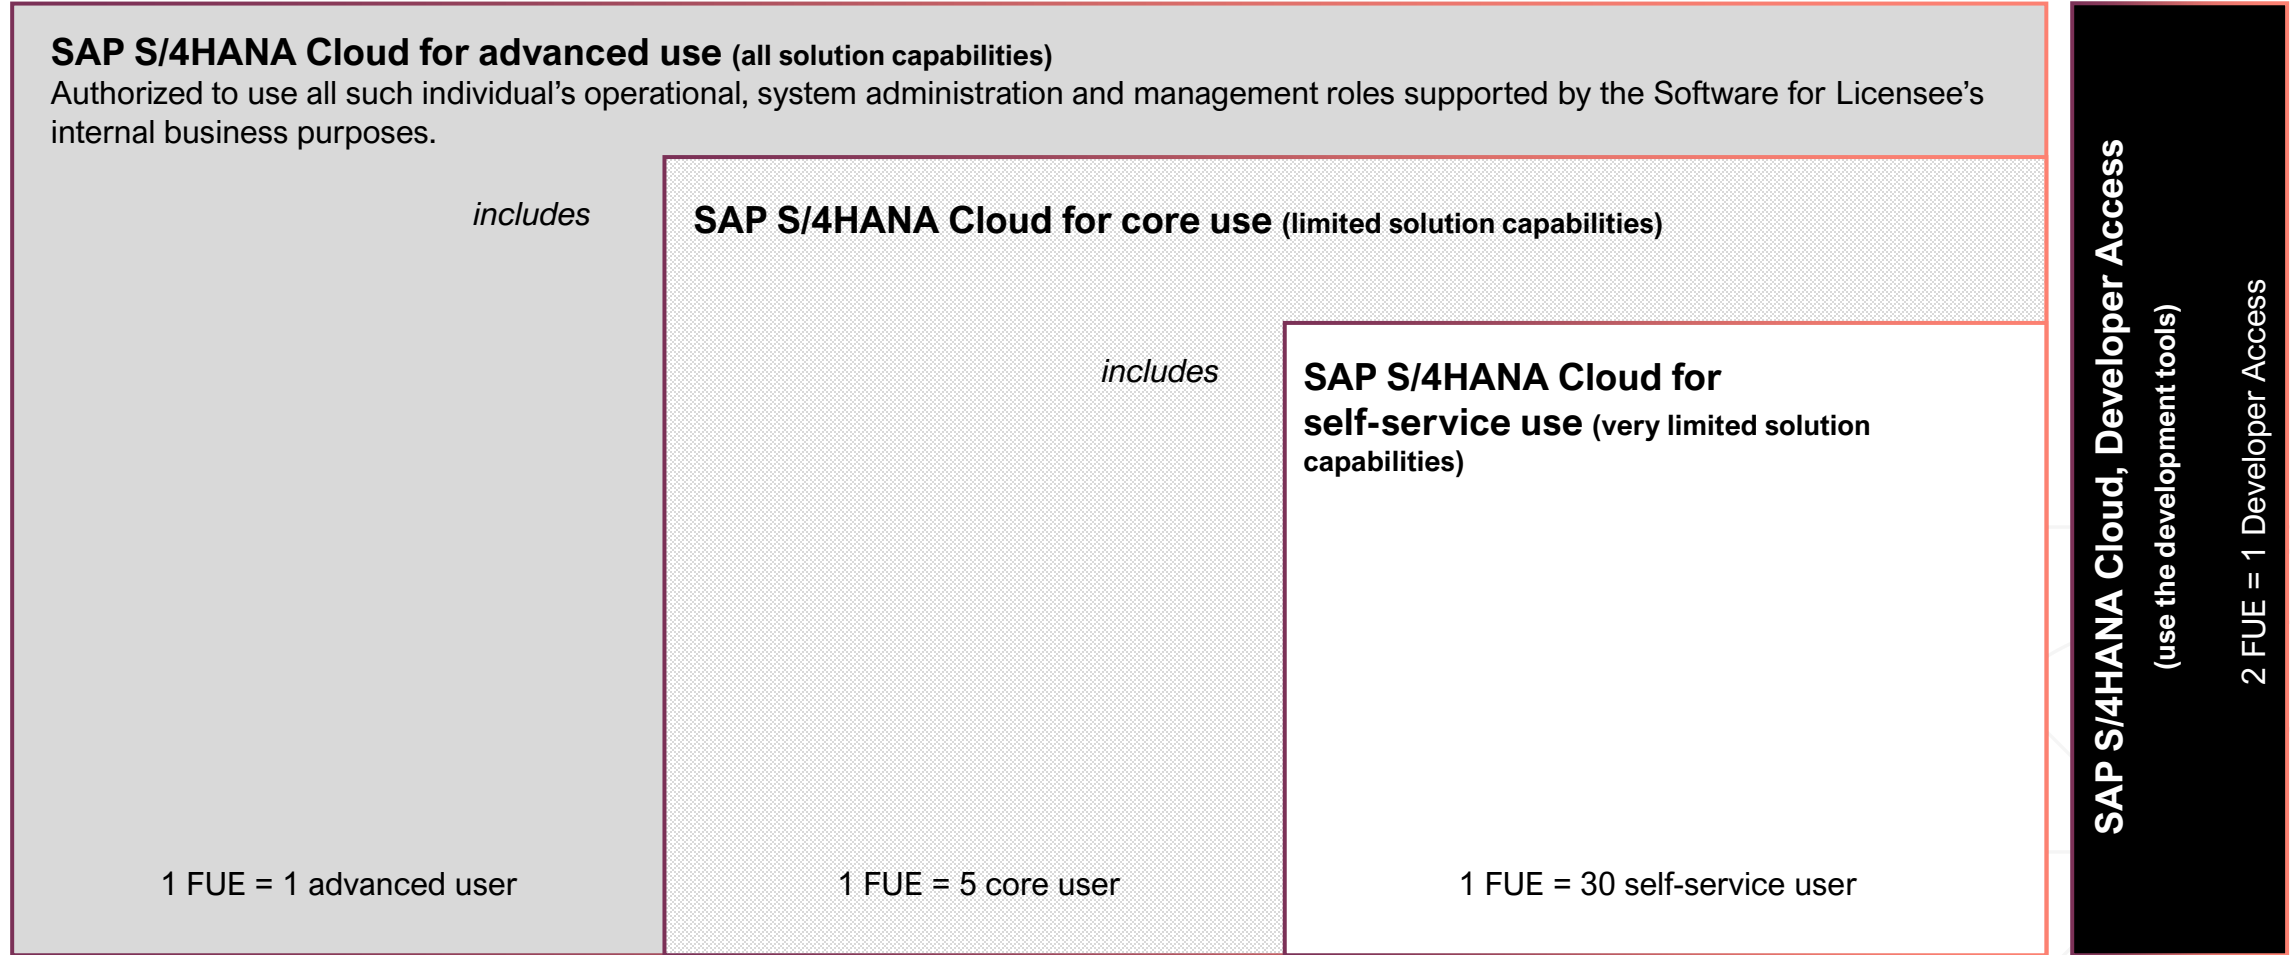 SAP S/4HANA Cloud for advanced use (all solution capabilities)
Authorized to use all such individual’s operational, system administration and management roles supported by the Software for Licensee’s
internal business purposes.
includes
SAP S/4HANA Cloud for core use (limited solution capabilities)
includes
SAP S/4HANA Cloud for
self-service use (very limited solution
capabilities)
1 FUE = 1 advanced user
1 FUE = 5 core user
1 FUE = 30 self-service user
SAP S/4HANA Cloud, Developer Access
(use the development tools)
2 FUE = 1 Developer Access